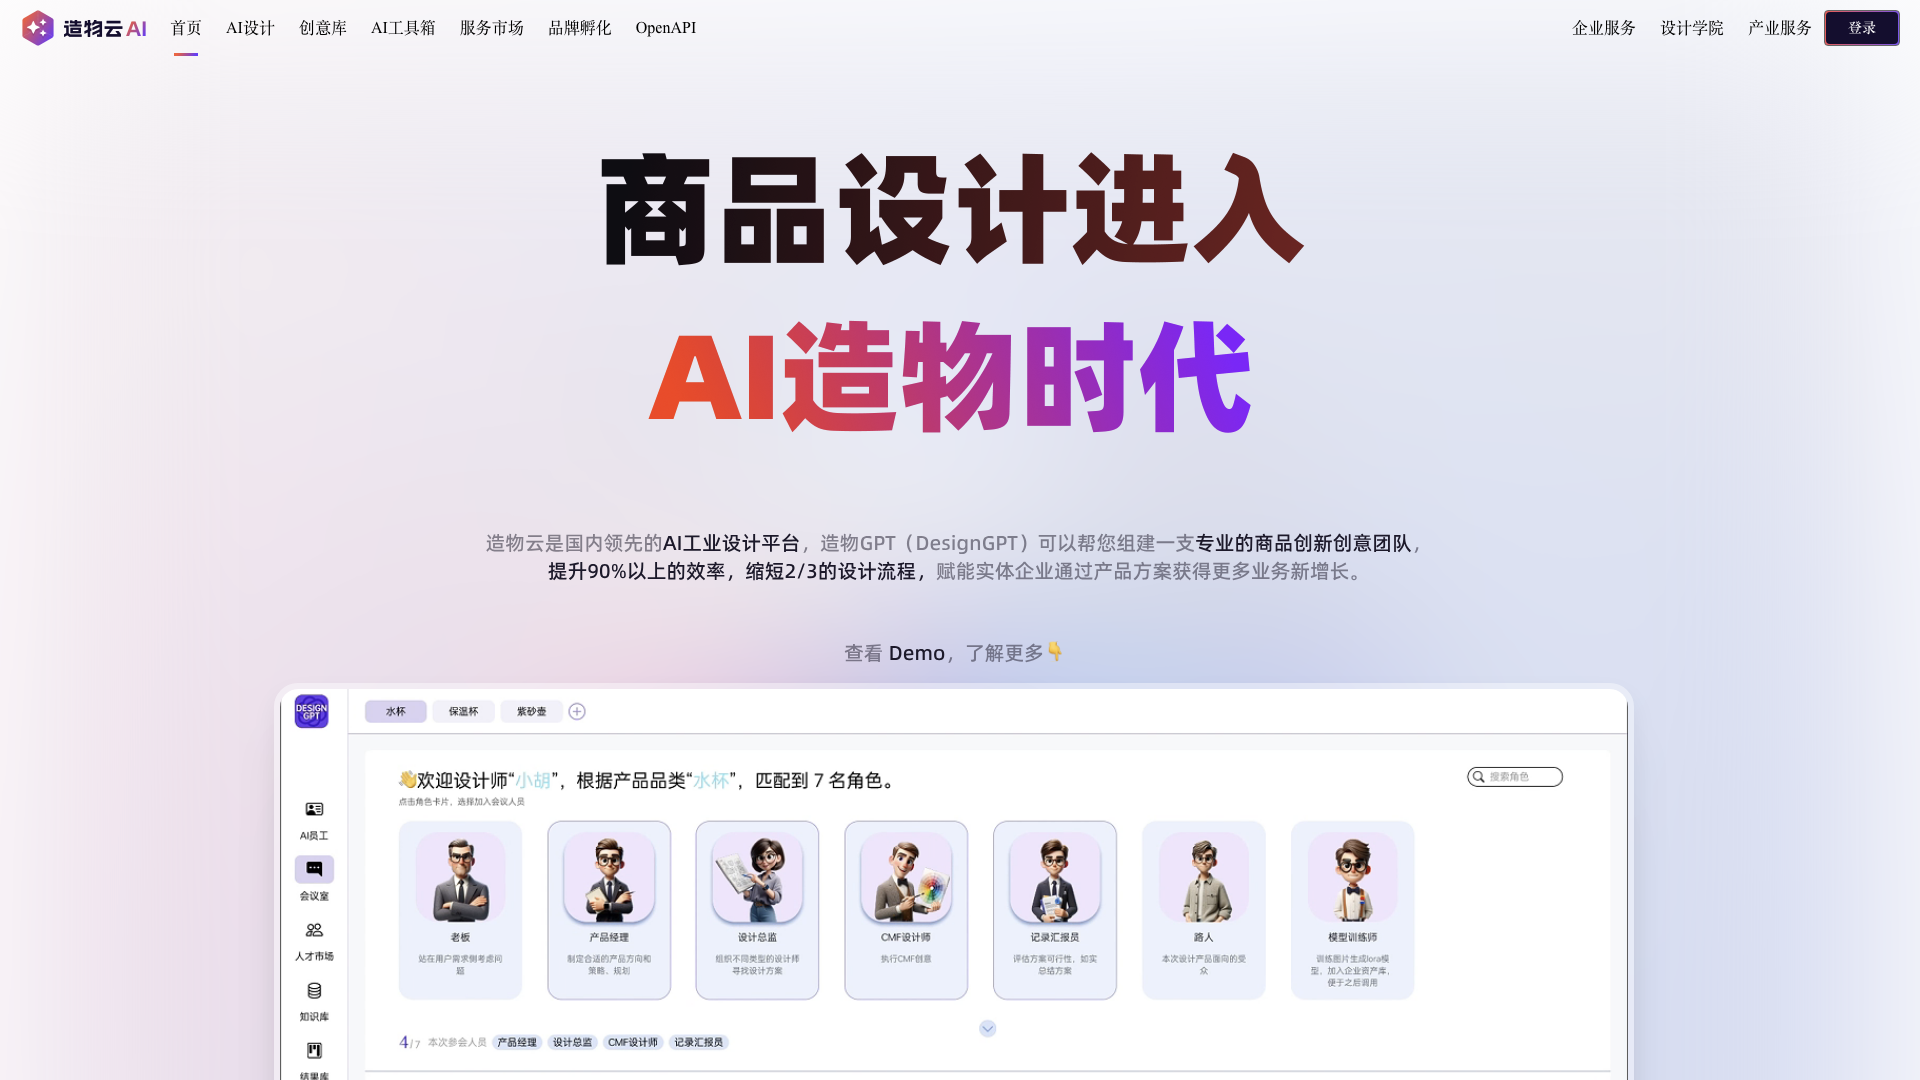 造物云 AI
首页 AI设计 创意库 AI工具箱 服务市场 品牌孵化 OpenAPI 企业服务 设计学院 产业服务 登录
商品设计进入
AI造物时代
造物云是国内领先的AI工业设计平台，造物GPT（DesignGPT）可以帮您组建一支专业的商品创新创意团队，
提升90%以上的效率，缩短2/3的设计流程，赋能实体企业通过产品方案获得更多业务新增长。
查看 Demo，了解更多👇
DESIGN
GPT
水杯 保温杯 紫砂壶
👋欢迎设计师“小胡”，根据产品品类“水杯”，匹配到 7 名角色。
搜索角色
点击角色卡片，选择加入会议人员
AI员工
会议室
人才市场
知识库
结果库
老板
站在用户需求侧考虑问
题
产品经理
制定合适的产品方向和
策略，规划
设计总监
组织不同类型的设计师
寻找设计方案
CMF设计师
执行CMF创意
记录汇报员
评估方案可行性，如实
总结方案
路人
本次设计产品面向的受
众
模型训练师
训练图片生成lora模
型，加入企业资产库，
便于之后调用
4/7 本次参会人员 产品经理 设计总监 CMF设计师 记录汇报员